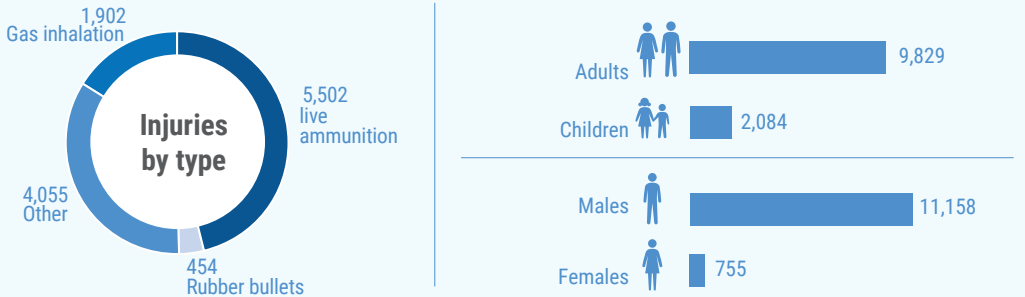 1,902
Gas inhalation
Injuries
by type
5,502
live
ammunition
4,055
Other
454
Rubber bullets
Adults 9,829
Children 2,084
Males 11,158
Females 755